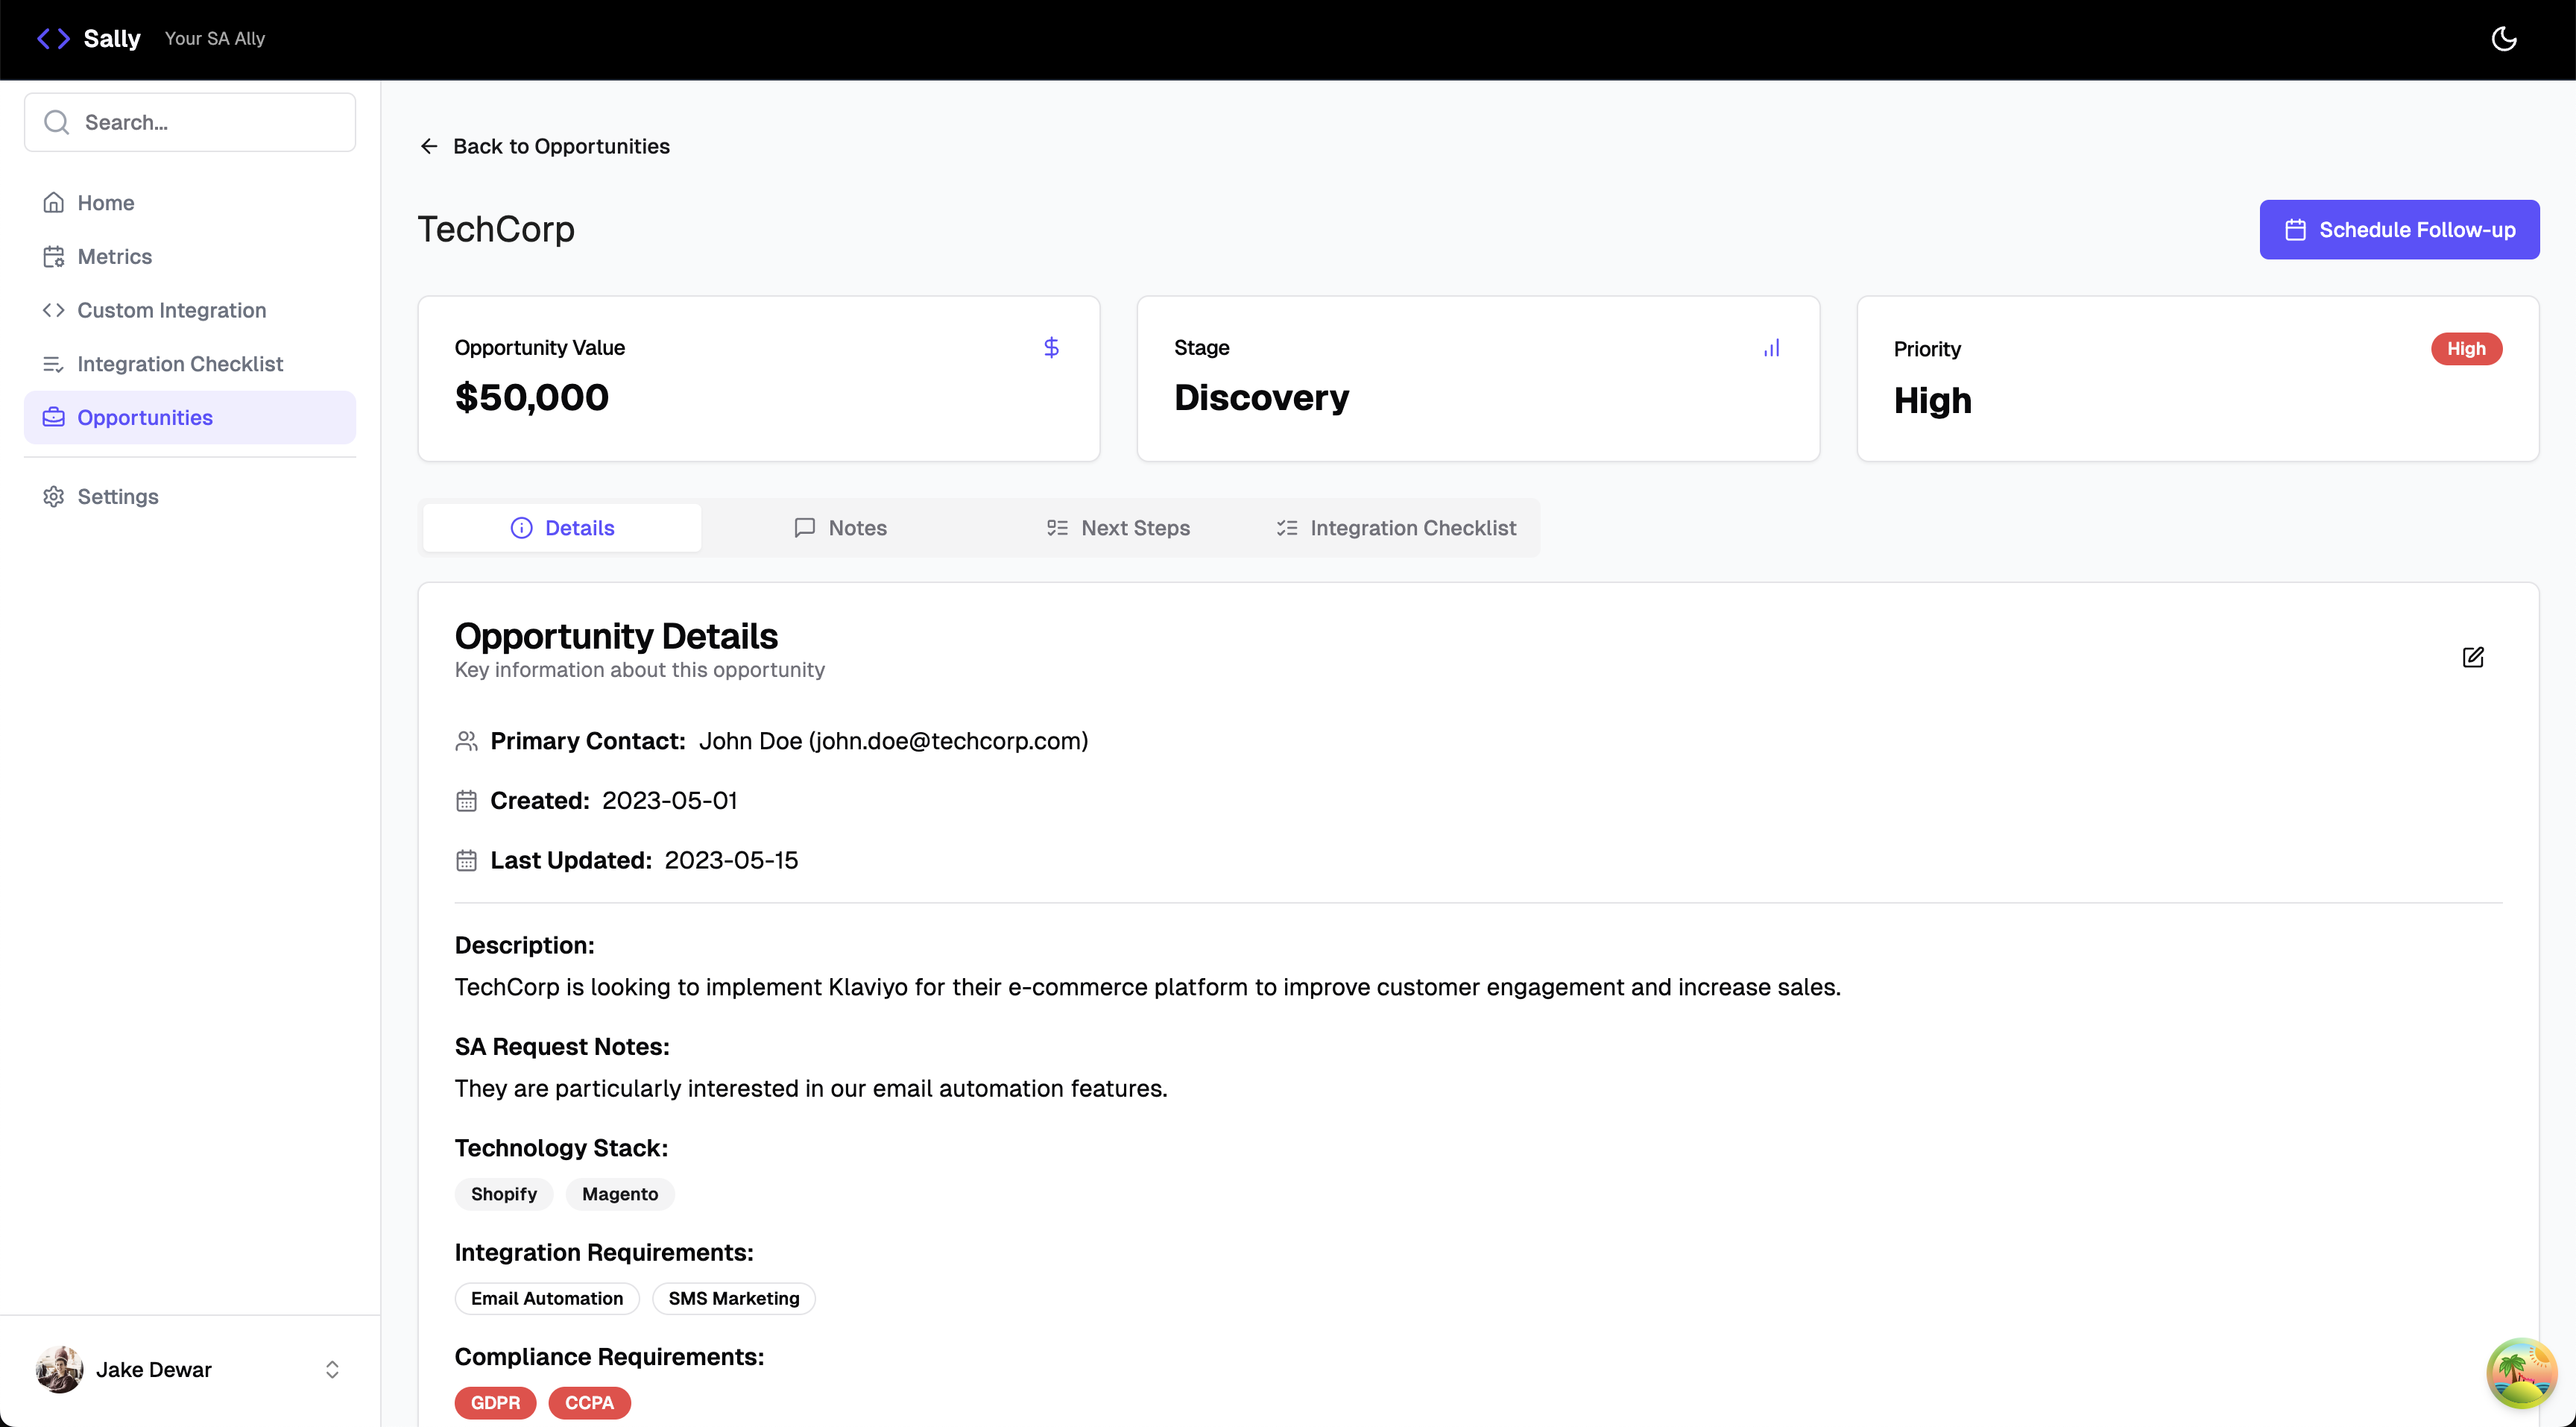 Sally Your SA Ally
Search...
Home
Metrics
Custom Integration
Integration Checklist
Opportunities
Settings
Jake Dewar
Back to Opportunities
TechCorp
Schedule Follow-up
Opportunity Value
$50,000
Stage
Discovery
Priority
High
High
Details Notes Next Steps Integration Checklist
Opportunity Details
Key information about this opportunity
Primary Contact: John Doe (john.doe@techcorp.com)
Created: 2023-05-01
Last Updated: 2023-05-15
Description:
TechCorp is looking to implement Klaviyo for their e-commerce platform to improve customer engagement and increase sales.
SA Request Notes:
They are particularly interested in our email automation features.
Technology Stack:
Shopify Magento
Integration Requirements:
Email Automation SMS Marketing
Compliance Requirements:
GDPR CCPA